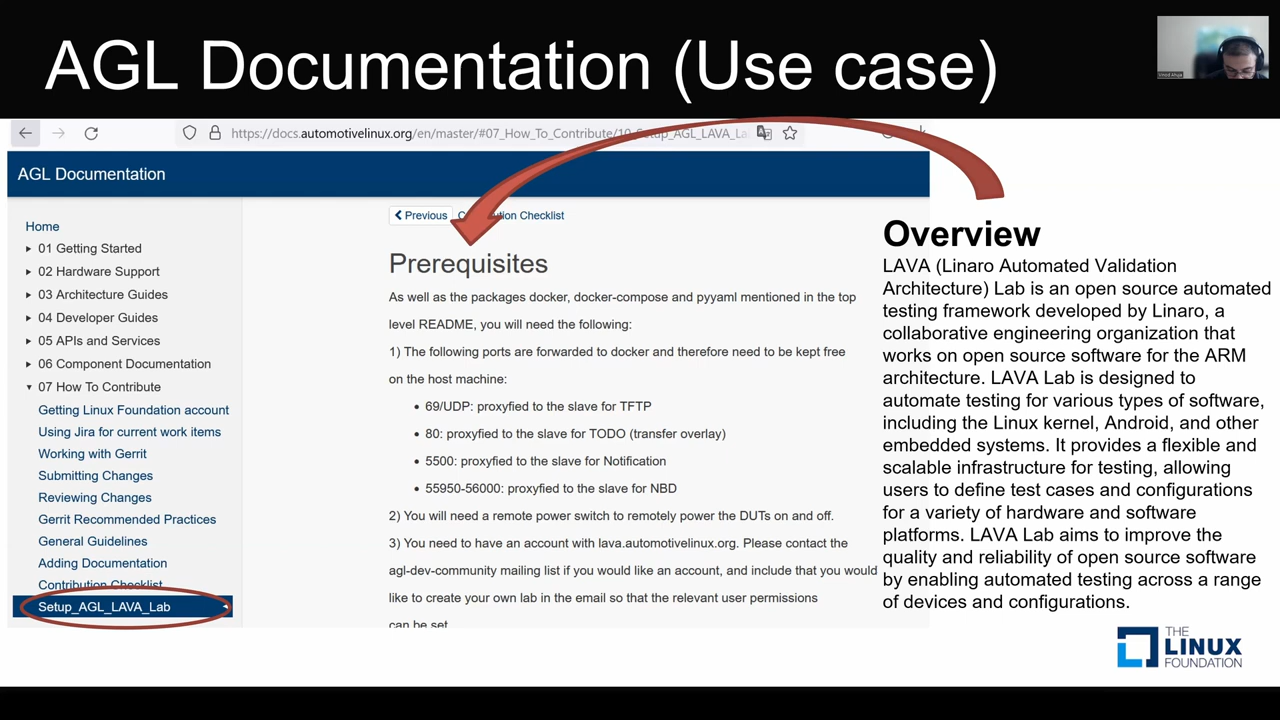 AGL Documentation (Use case)
https://docs.automotivelinux.org/en/master/#07_How_To_Contribute/10_Setup_AGL_LAVA_La
AGL Documentation
Home
01 Getting Started
02 Hardware Support
03 Architecture Guides
04 Developer Guides
05 APIs and Services
06 Component Documentation
07 How To Contribute
Getting Linux Foundation account
Using Jira for current work items
Working with Gerrit
Submitting Changes
Reviewing Changes
Gerrit Recommended Practices
General Guidelines
Adding Documentation
Contribution Checklist
Setup_AGL_LAVA_Lab
Previous Contribution Checklist
Prerequisites
As well as the packages docker, docker-compose and pyyaml mentioned in the top
level README, you will need the following:
1) The following ports are forwarded to docker and therefore need to be kept free
on the host machine:
69/UDP: proxyfied to the slave for TFTP
80: proxyfied to the slave for TODO (transfer overlay)
5500: proxyfied to the slave for Notification
55950-56000: proxyfied to the slave for NBD
2) You will need a remote power switch to remotely power the DUTs on and off.
3) You need to have an account with lava.automotivelinux.org. Please contact the
agl-dev-community mailing list if you would like an account, and include that you would
like to create your own lab in the email so that the relevant user permissions
can be set
Overview
LAVA (Linaro Automated Validation
Architecture) Lab is an open source automated
testing framework developed by Linaro, a
collaborative engineering organization that
works on open source software for the ARM
architecture. LAVA Lab is designed to
automate testing for various types of software,
including the Linux kernel, Android, and other
embedded systems. It provides a flexible and
scalable infrastructure for testing, allowing
users to define test cases and configurations
for a variety of hardware and software
platforms. LAVA Lab aims to improve the
quality and reliability of open source software
by enabling automated testing across a range
of devices and configurations.
THE
LINUX
FOUNDATION